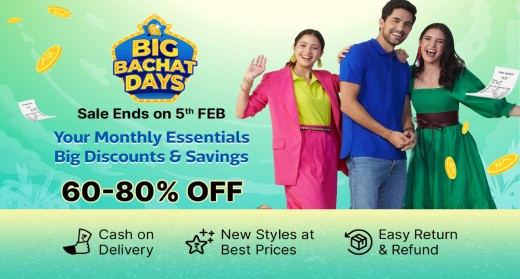 BIG
BACHAT
DAYS
Sale Ends on 5th FEB
Your Monthly Essentials
Big Discounts & Savings
60-80% OFF
Cash on
Delivery
New Styles at
Best Prices
Easy Return
& Refund